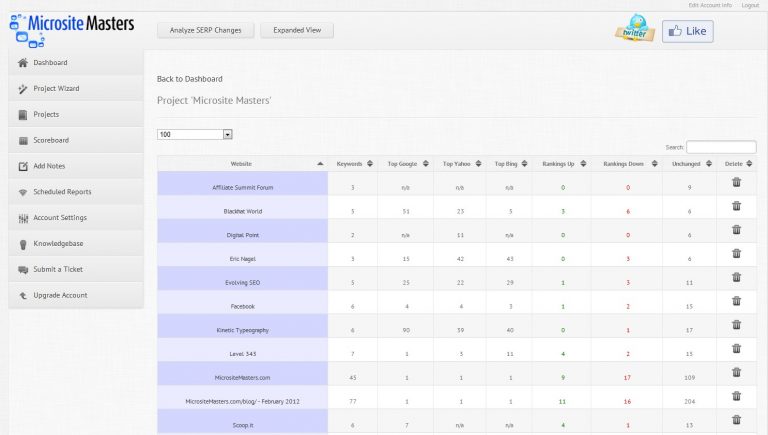 Edit Account Info Logout
Microsite Masters
Analyze SERP Changes Expanded View
twitter
Like
Dashboard
Project Wizard
Projects
Scoreboard
Add Notes
Scheduled Reports
Account Settings
Knowledgebase
Submit a Ticket
Upgrade Account
Back to Dashboard
Project 'Microsite Masters'
100
Search:
Website Keywords Top Google Top Yahoo Top Bing Rankings Up Rankings Down Unchanged Delete
Affiliate Summit Forum 3 n/a n/a n/a 0 0 9
Blackhat World 5 51 23 5 3 6 6
Digital Point 2 n/a 11 n/a 0 0 6
Eric Nagel 3 15 42 43 0 3 6
Evolving SEO 5 25 22 29 1 3 11
Facebook 6 4 4 3 1 2 15
Kinetic Typeography 6 90 39 40 0 1 17
Level 343 7 1 3 11 4 2 15
MicrositeMasters.com 45 1 1 1 9 17 109
MicrositeMasters.com/blog/ - February 2012 77 1 1 1 11 16 204
Scoop.it 6 7 n/a n/a 4 1 13